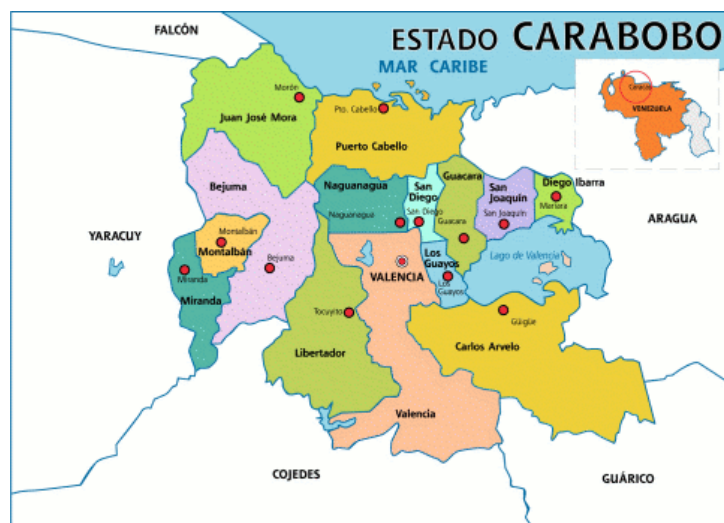 FALCÓN
ESTADO CARABOBO
MAR CARIBE
Caracas
VENEZUELA
Morón
Juan José Mora
Pto. Cabello
Puerto Cabello
Bejuma
Naguanagua
San
Diego
Guacara
San
Joaquín
Diego Ibarra
Mariara
Naguanagua
San Diego
Guacara
San Joaquín
ARAGUA
YARACUY
Montalbán
Montalbán
Bejuma
VALENCIA
Los
Guayos
Los
Guayos
Lago de Valencia
Miranda
Miranda
Tocuyito
Güigüe
Libertador
Carlos Arvelo
Valencia
COJEDES
GUÁRICO